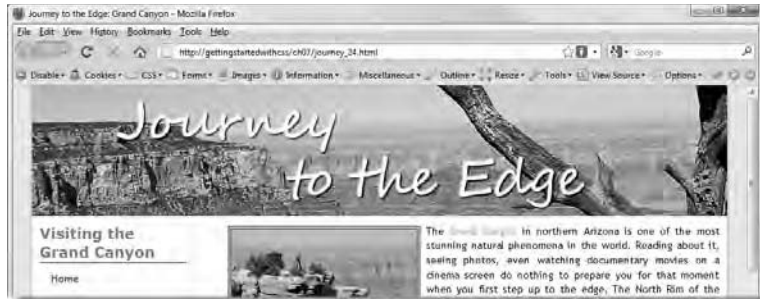 Journey to the Edge: Grand Canyon - Mozilla Firefox
File Edit View History Bookmarks Tools Help
http://gettingstartedwithcss/ch07/journey_24.html
Google
Disable Cookies CSS Forms Images Information Miscellaneous Outline Resize Tools View Source Options
Journey
to the Edge
Visiting the
Grand Canyon
Home
The Grand Canyon in northern Arizona is one of the most
stunning natural phenomena in the world. Reading about it,
seeing photos, even watching documentary movies on a
cinema screen do nothing to prepare you for that moment
when you first step up to the edge. The North Rim of the